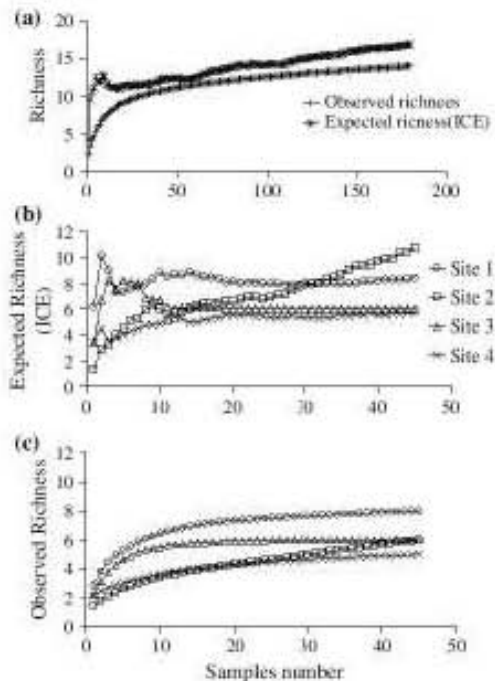 (a)
Richness
20
15
10
5
0
Observed richnees
Expected ricness(ICE)
0 50 100 150 200
(b)
Expected Richness
(ICE)
12
10
8
6
4
2
0
Site 1
Site 2
Site 3
Site 4
0 10 20 30 40 50
(c)
Observed Richness
12
10
8
6
4
2
0
0 10 20 30 40 50
Samples number